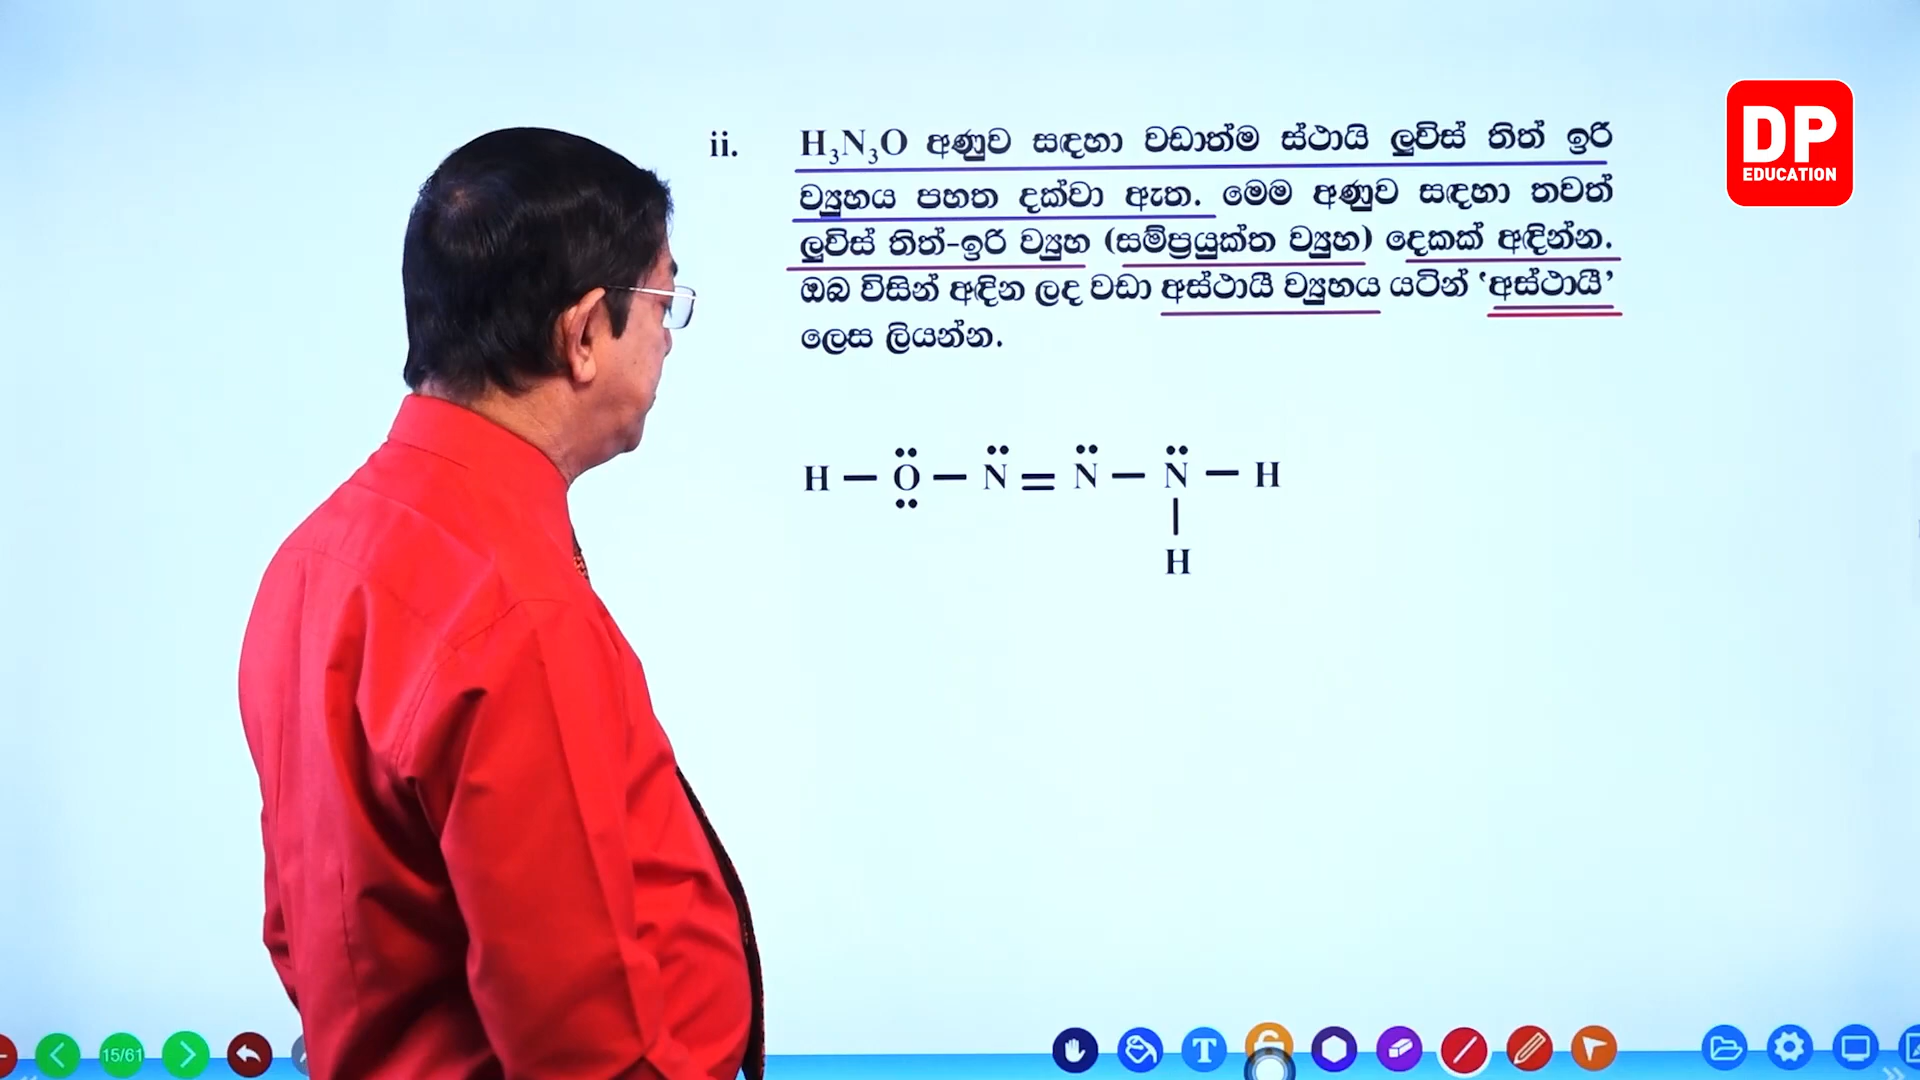 DP
EDUCATION
ii. H₃N₃O අණුව සඳහා වඩාත්ම ස්ථායි ලුවිස් තිත් ඉරි
ව්‍යුහය පහත දක්වා ඇත. මෙම අණුව සඳහා තවත්
ලුවිස් තිත්-ඉරි ව්‍යුහ (සම්ප්‍රයුක්ත ව්‍යුහ) දෙකක් අඳින්න.
ඔබ විසින් අඳින ලද වඩා අස්ථායී ව්‍යුහය යටින් ‘අස්ථායී’
ලෙස ලියන්න.
H — O — N = N — N — H
H
15/61
T